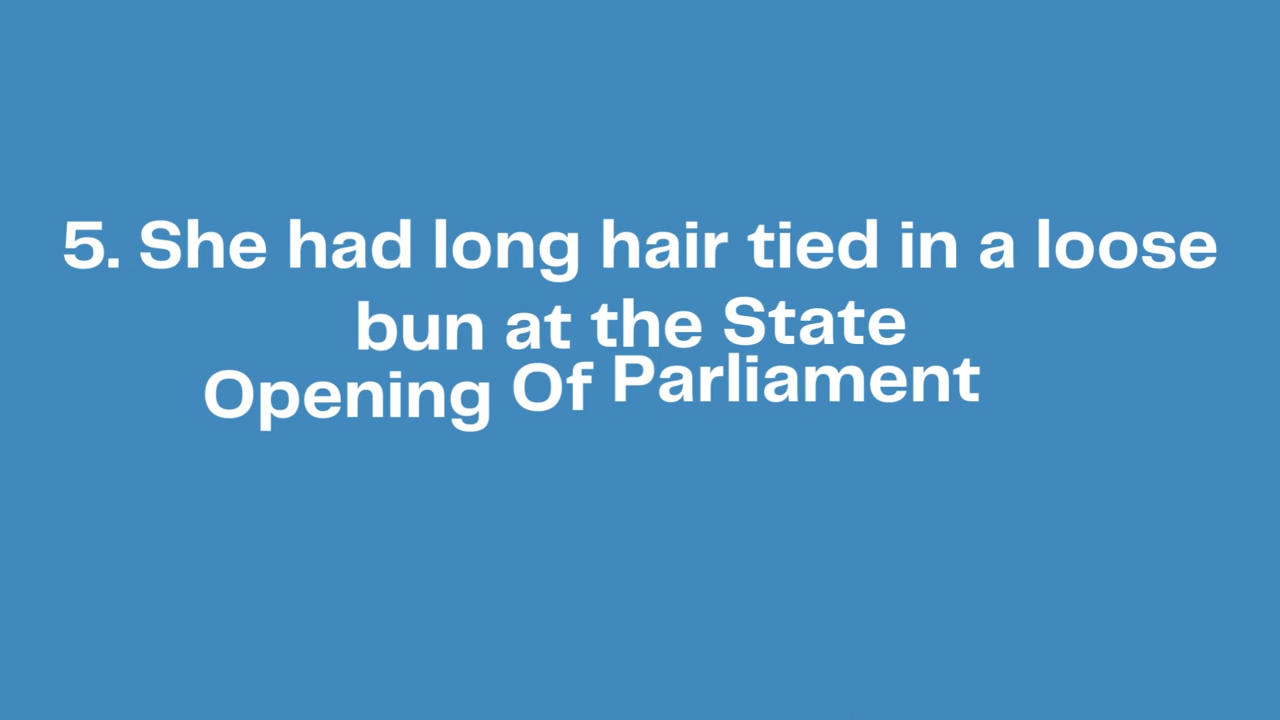 5. She had long hair tied in a loose
bun at the State
Opening Of Parliament